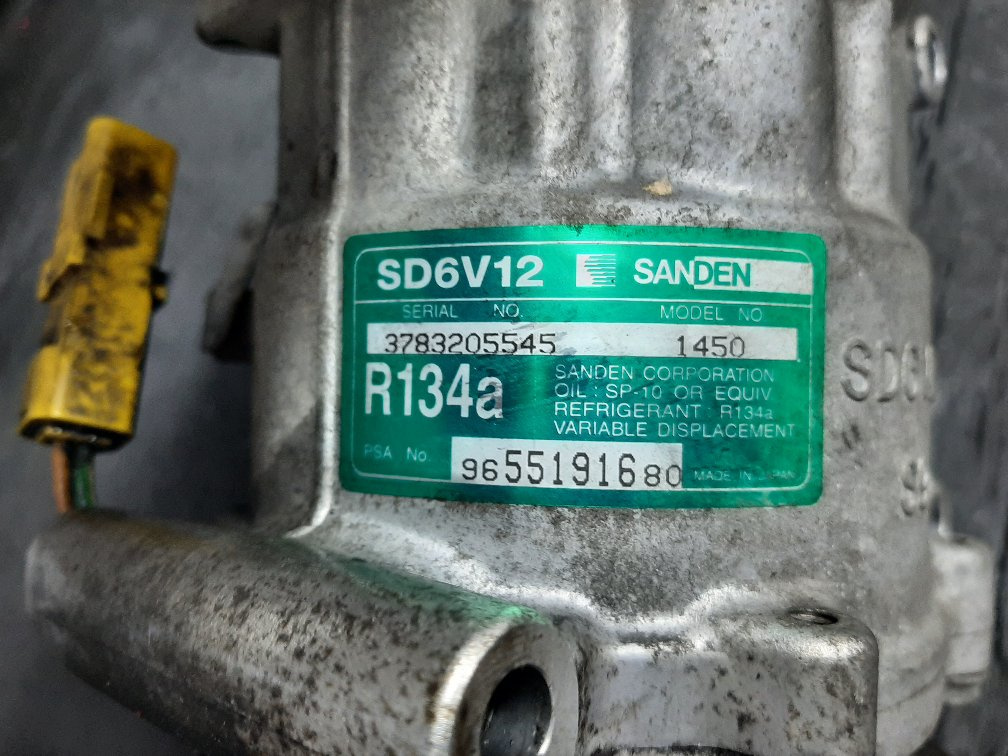 SD6V12 SANDEN
SERIAL NO. MODEL NO
3783205545 1450
R134a
SANDEN CORPORATION
OIL : SP-10 OR EQUIV
REFRIGERANT : R134a
VARIABLE DISPLACEMENT
PSA No. 9655191680 MADE IN JAPAN